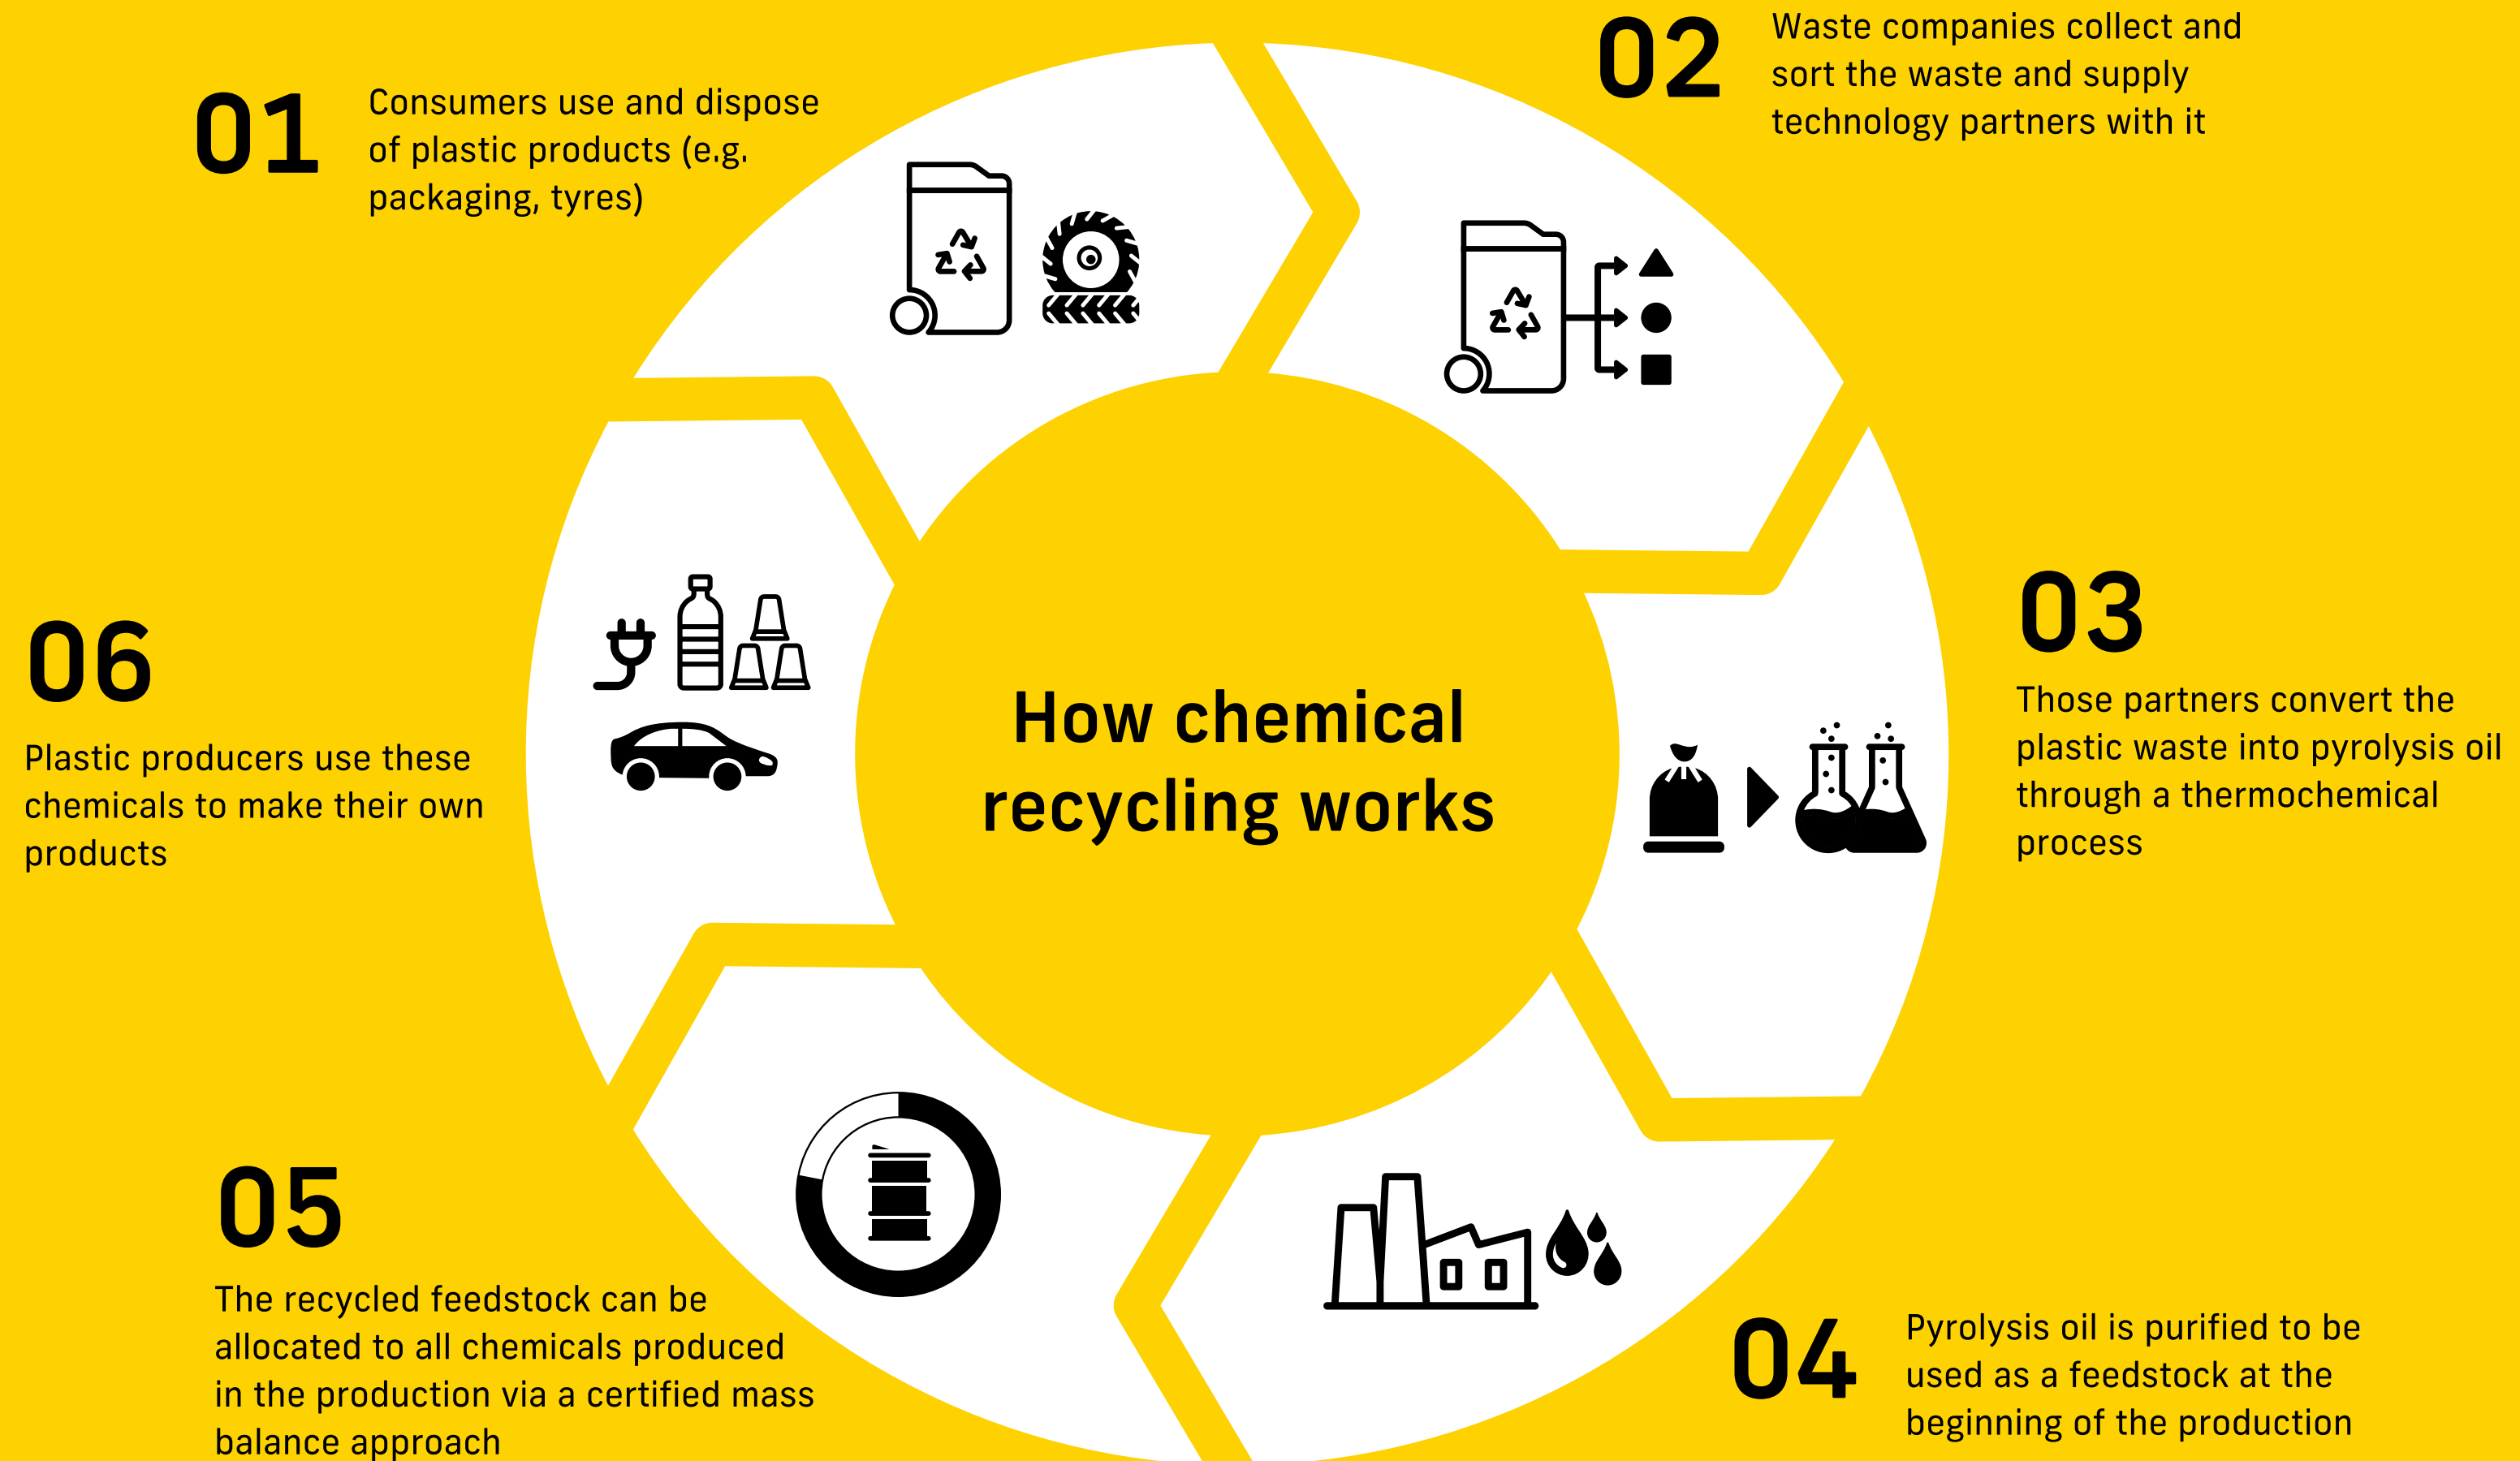 01
Consumers use and dispose
of plastic products (e.g.
packaging, tyres)
02
Waste companies collect and
sort the waste and supply
technology partners with it
03
Those partners convert the
plastic waste into pyrolysis oil
through a thermochemical
process
04
Pyrolysis oil is purified to be
used as a feedstock at the
beginning of the production
05
The recycled feedstock can be
allocated to all chemicals produced
in the production via a certified mass
balance approach
06
Plastic producers use these
chemicals to make their own
products
How chemical
recycling works